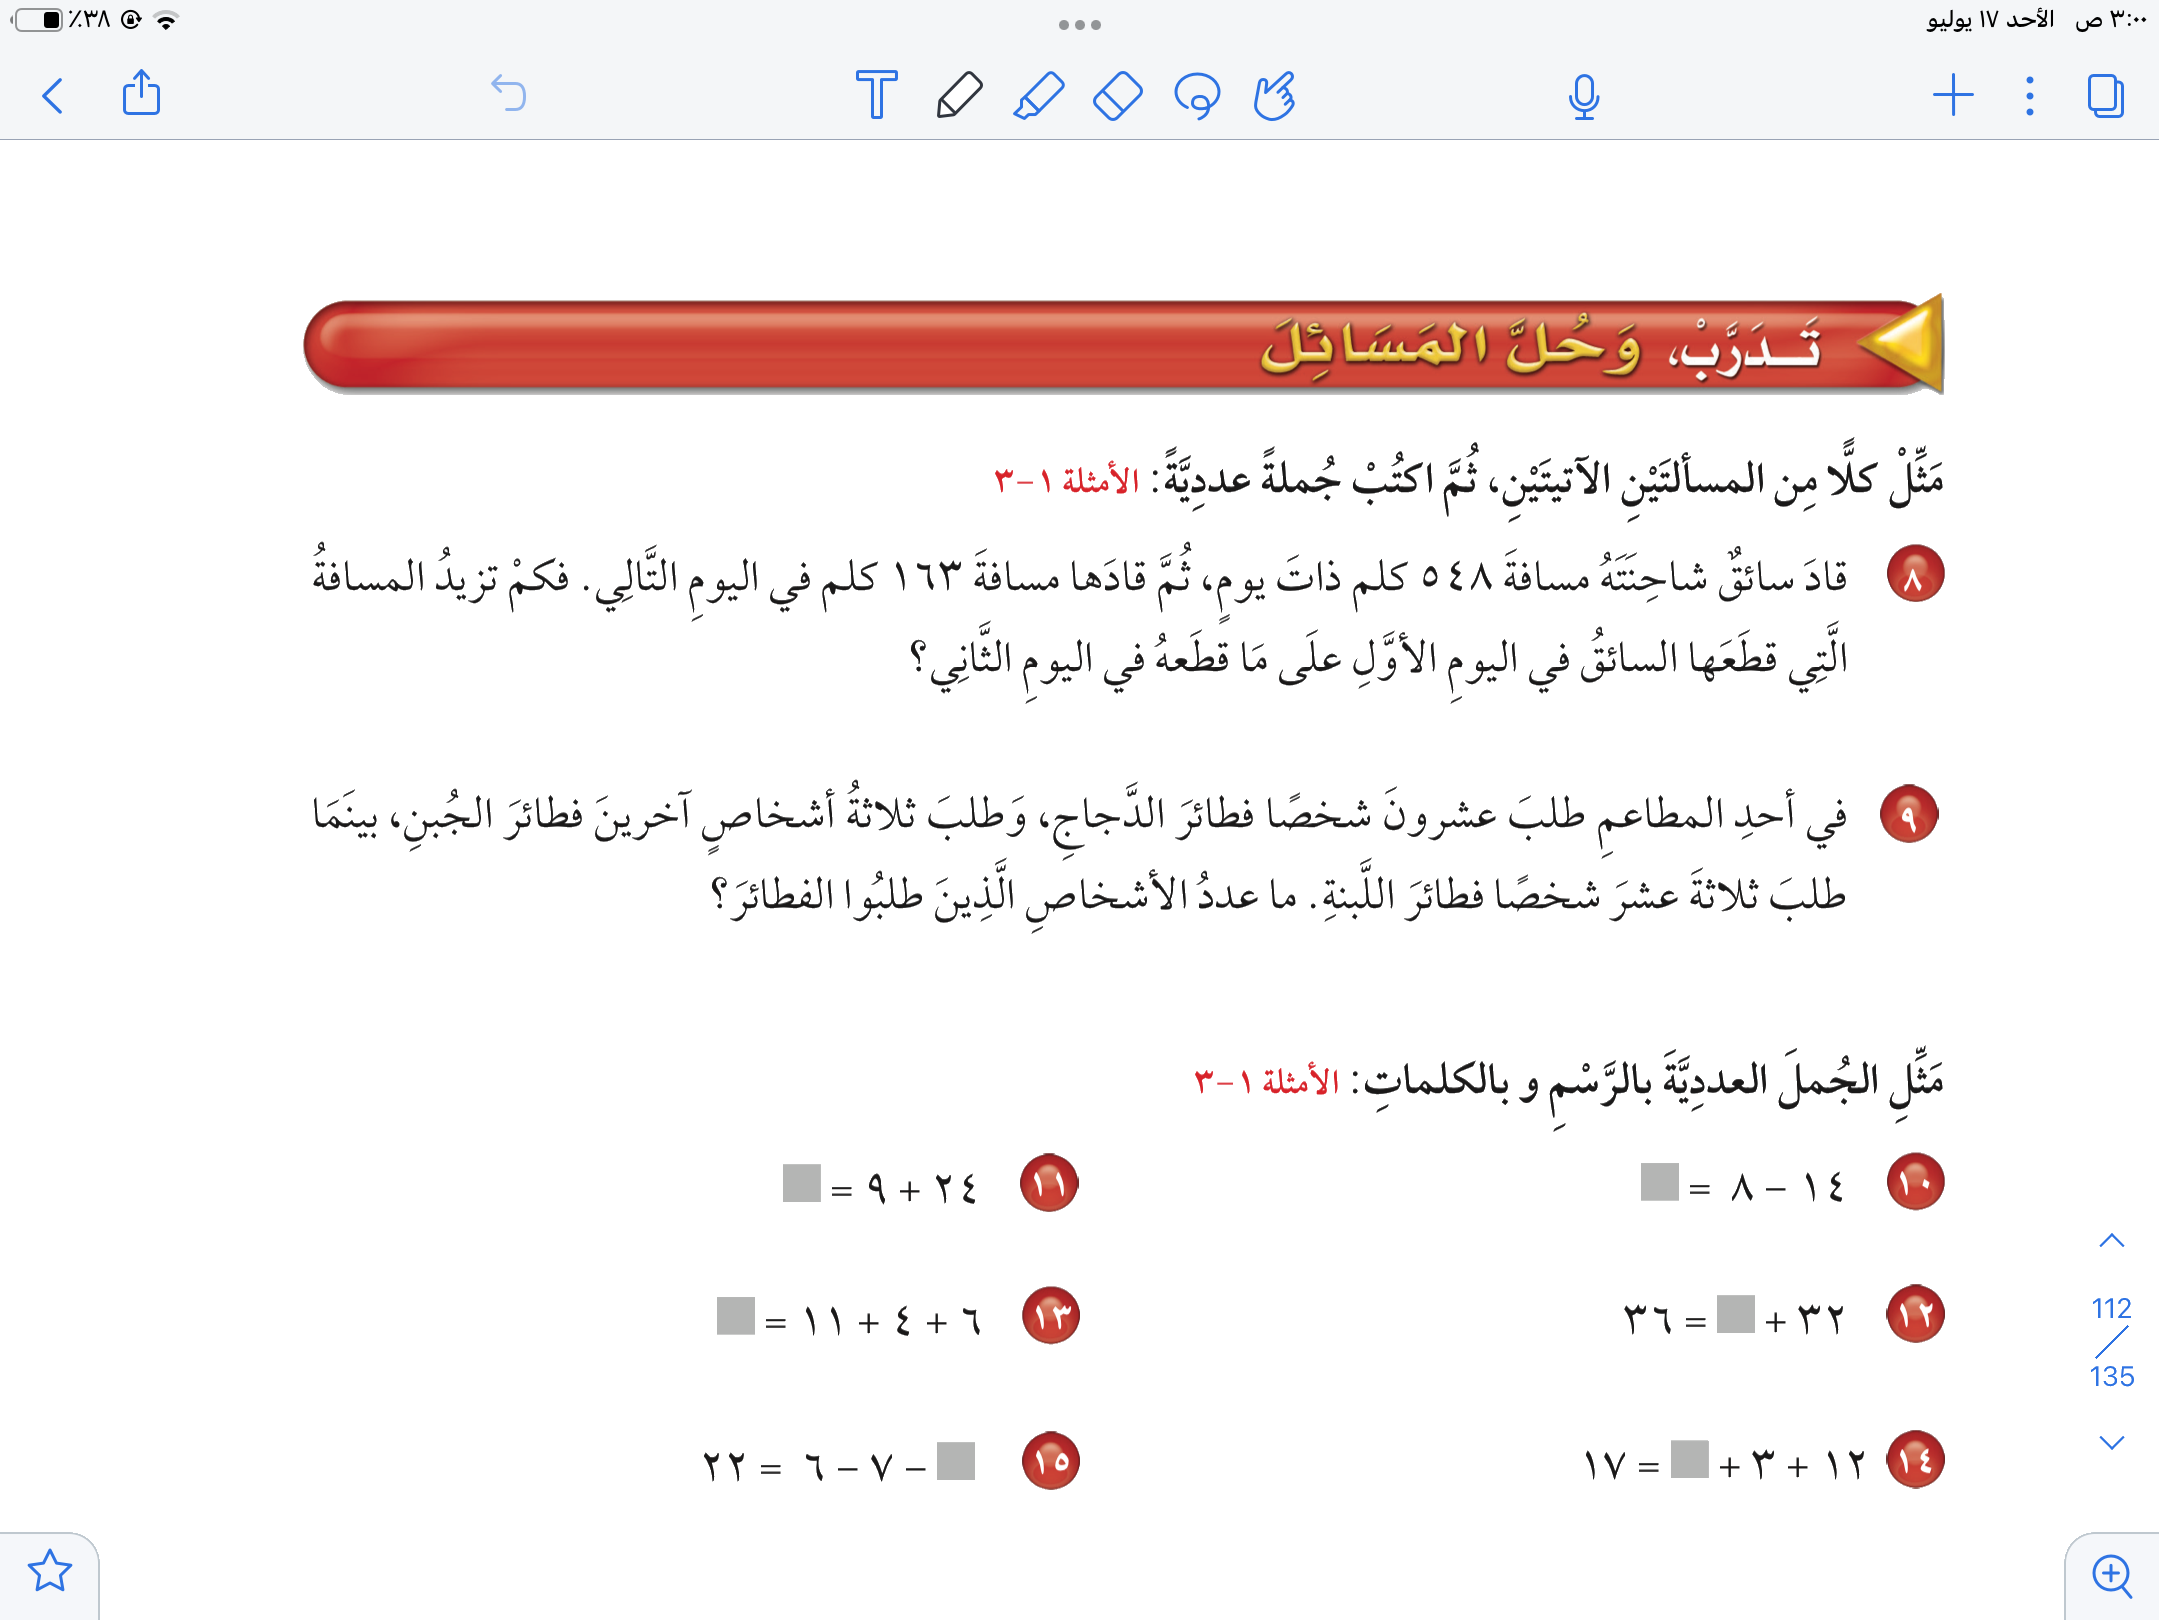 ٣:٠٠ ص الأحد ١٧ يوليو
٪٣٨
T
تَـدَرَّبْ، وَحُلَّ المَسَائِلَ
مَثِّلْ كلًّا مِن المسألتَيْنِ الآتيتَيْنِ، ثُمَّ اكتُبْ جُملةً عدديَّةً: الأمثلة ١-٣
٨ قادَ سائقٌ شاحِنَتَهُ مسافةَ ٥٤٨ كلم ذاتَ يومٍ، ثُمَّ قادَها مسافةَ ١٦٣ كلم في اليومِ التَّالِي. فكمْ تزيدُ المسافةُ
الَّتِي قطَعَها السائقُ في اليومِ الأوَّلِ علَى مَا قطَعهُ في اليومِ الثَّانِي؟
٩ في أحدِ المطاعمِ طلبَ عشرونَ شخصًا فطائرَ الدَّجاجِ، وَطلبَ ثلاثةُ أشخاصٍ آخرينَ فطائرَ الجُبنِ، بينَمَا
طلبَ ثلاثةَ عشرَ شخصًا فطائرَ اللَّبنةِ. ما عددُ الأشخاصِ الَّذِينَ طلبُوا الفطائرَ؟
مَثِّلِ الجُملَ العدديَّةَ بالرَّسْمِ و بالكلماتِ: الأمثلة ١-٣
١٠ ١٤ − ٨ = ■
١١ ٢٤ + ٩ = ■
١٢ ٣٢ + ■ = ٣٦
١٣ ٦ + ٤ + ١١ = ■
١٤ ١٢ + ٣ + ■ = ١٧
١٥ ■ − ٧ − ٦ = ٢٢
112
135